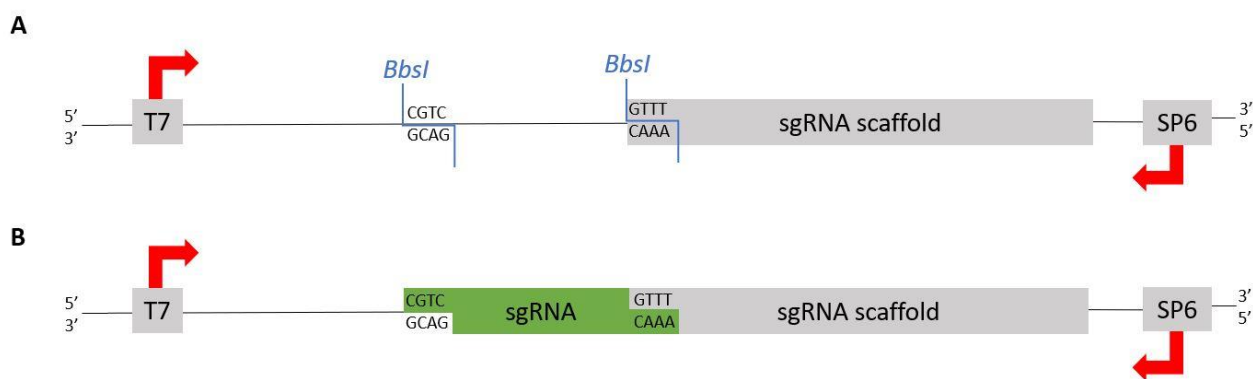 A
BbsI
BbsI
5’
3’
T7
CGTC
GCAG
GTTT
CAAA
sgRNA scaffold
SP6
3’
5’
B
5’
3’
T7
CGTC
GCAG
sgRNA
GTTT
CAAA
sgRNA scaffold
SP6
3’
5’